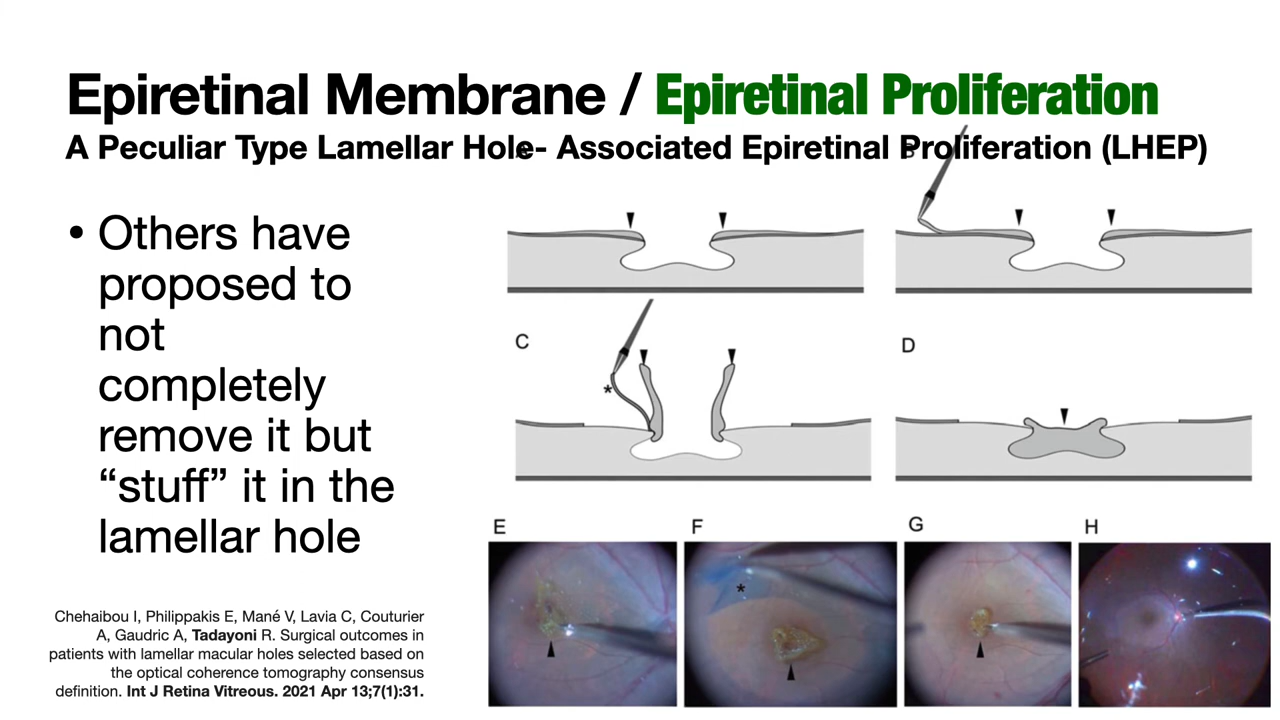 Epiretinal Membrane / Epiretinal Proliferation
A Peculiar Type Lamellar Hole- Associated Epiretinal Proliferation (LHEP)
• Others have
proposed to
not
completely
remove it but
“stuff” it in the
lamellar hole
Chehaibou I, Philippakis E, Mané V, Lavia C, Couturier
A, Gaudric A, Tadayoni R. Surgical outcomes in
patients with lamellar macular holes selected based on
the optical coherence tomography consensus
definition. Int J Retina Vitreous. 2021 Apr 13;7(1):31.
C
*
D
E
F
*
G
H